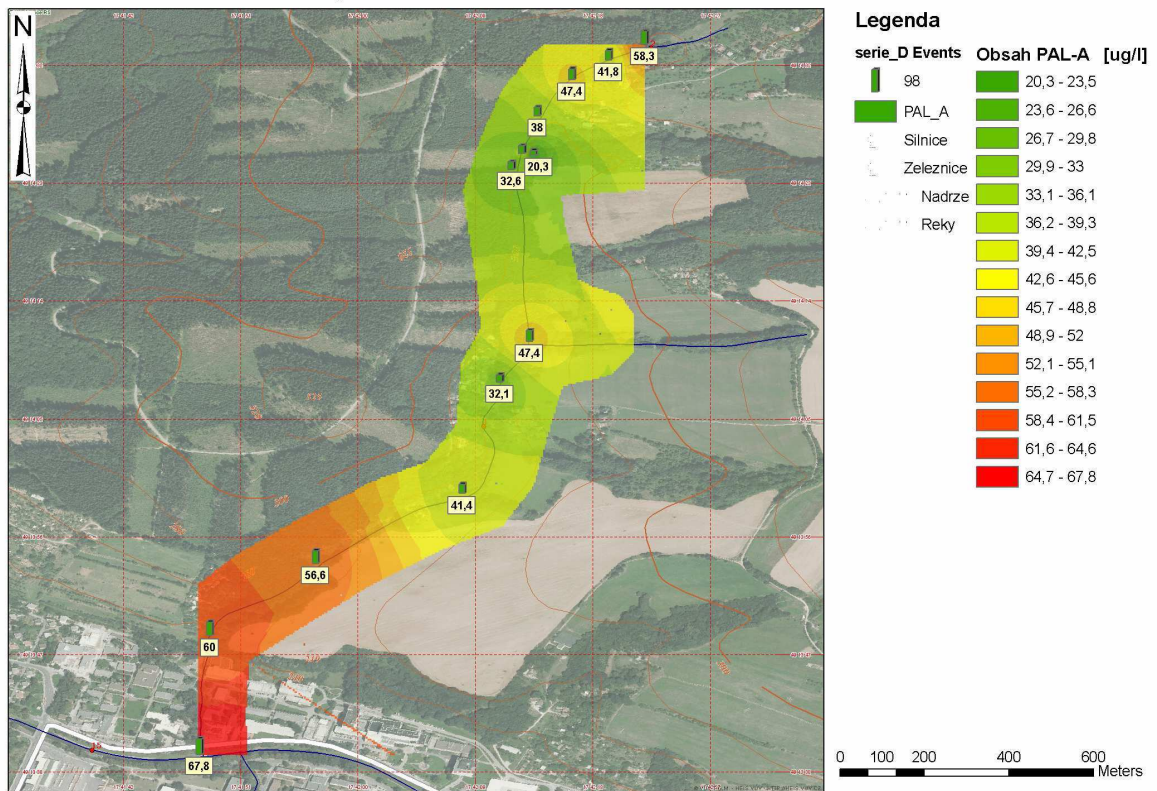 N
58,3
41,8
47,4
38
20,3
32,6
47,4
32,1
41,4
56,6
60
67,8
Legenda
serie_D Events
98
PAL_A
Silnice
Zeleznice
Nadrze
Reky
Obsah PAL-A [ug/l]
20,3 - 23,5
23,6 - 26,6
26,7 - 29,8
29,9 - 33
33,1 - 36,1
36,2 - 39,3
39,4 - 42,5
42,6 - 45,6
45,7 - 48,8
48,9 - 52
52,1 - 55,1
55,2 - 58,3
58,4 - 61,5
61,6 - 64,6
64,7 - 67,8
0 100 200 400 600
Meters